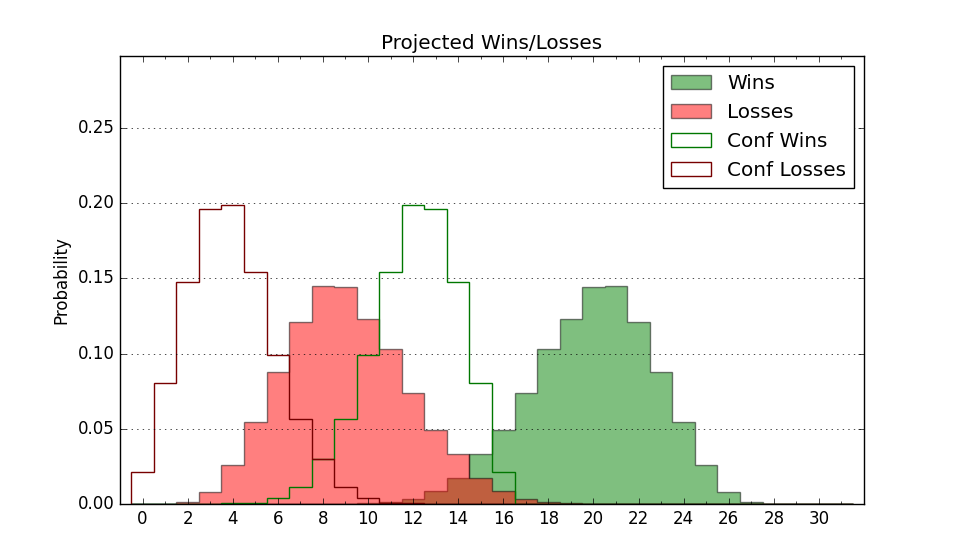 Projected Wins/Losses
Wins
Losses
Conf Wins
Conf Losses
Probability
0.25
0.20
0.15
0.10
0.05
0.00
0 2 4 6 8 10 12 14 16 18 20 22 24 26 28 30